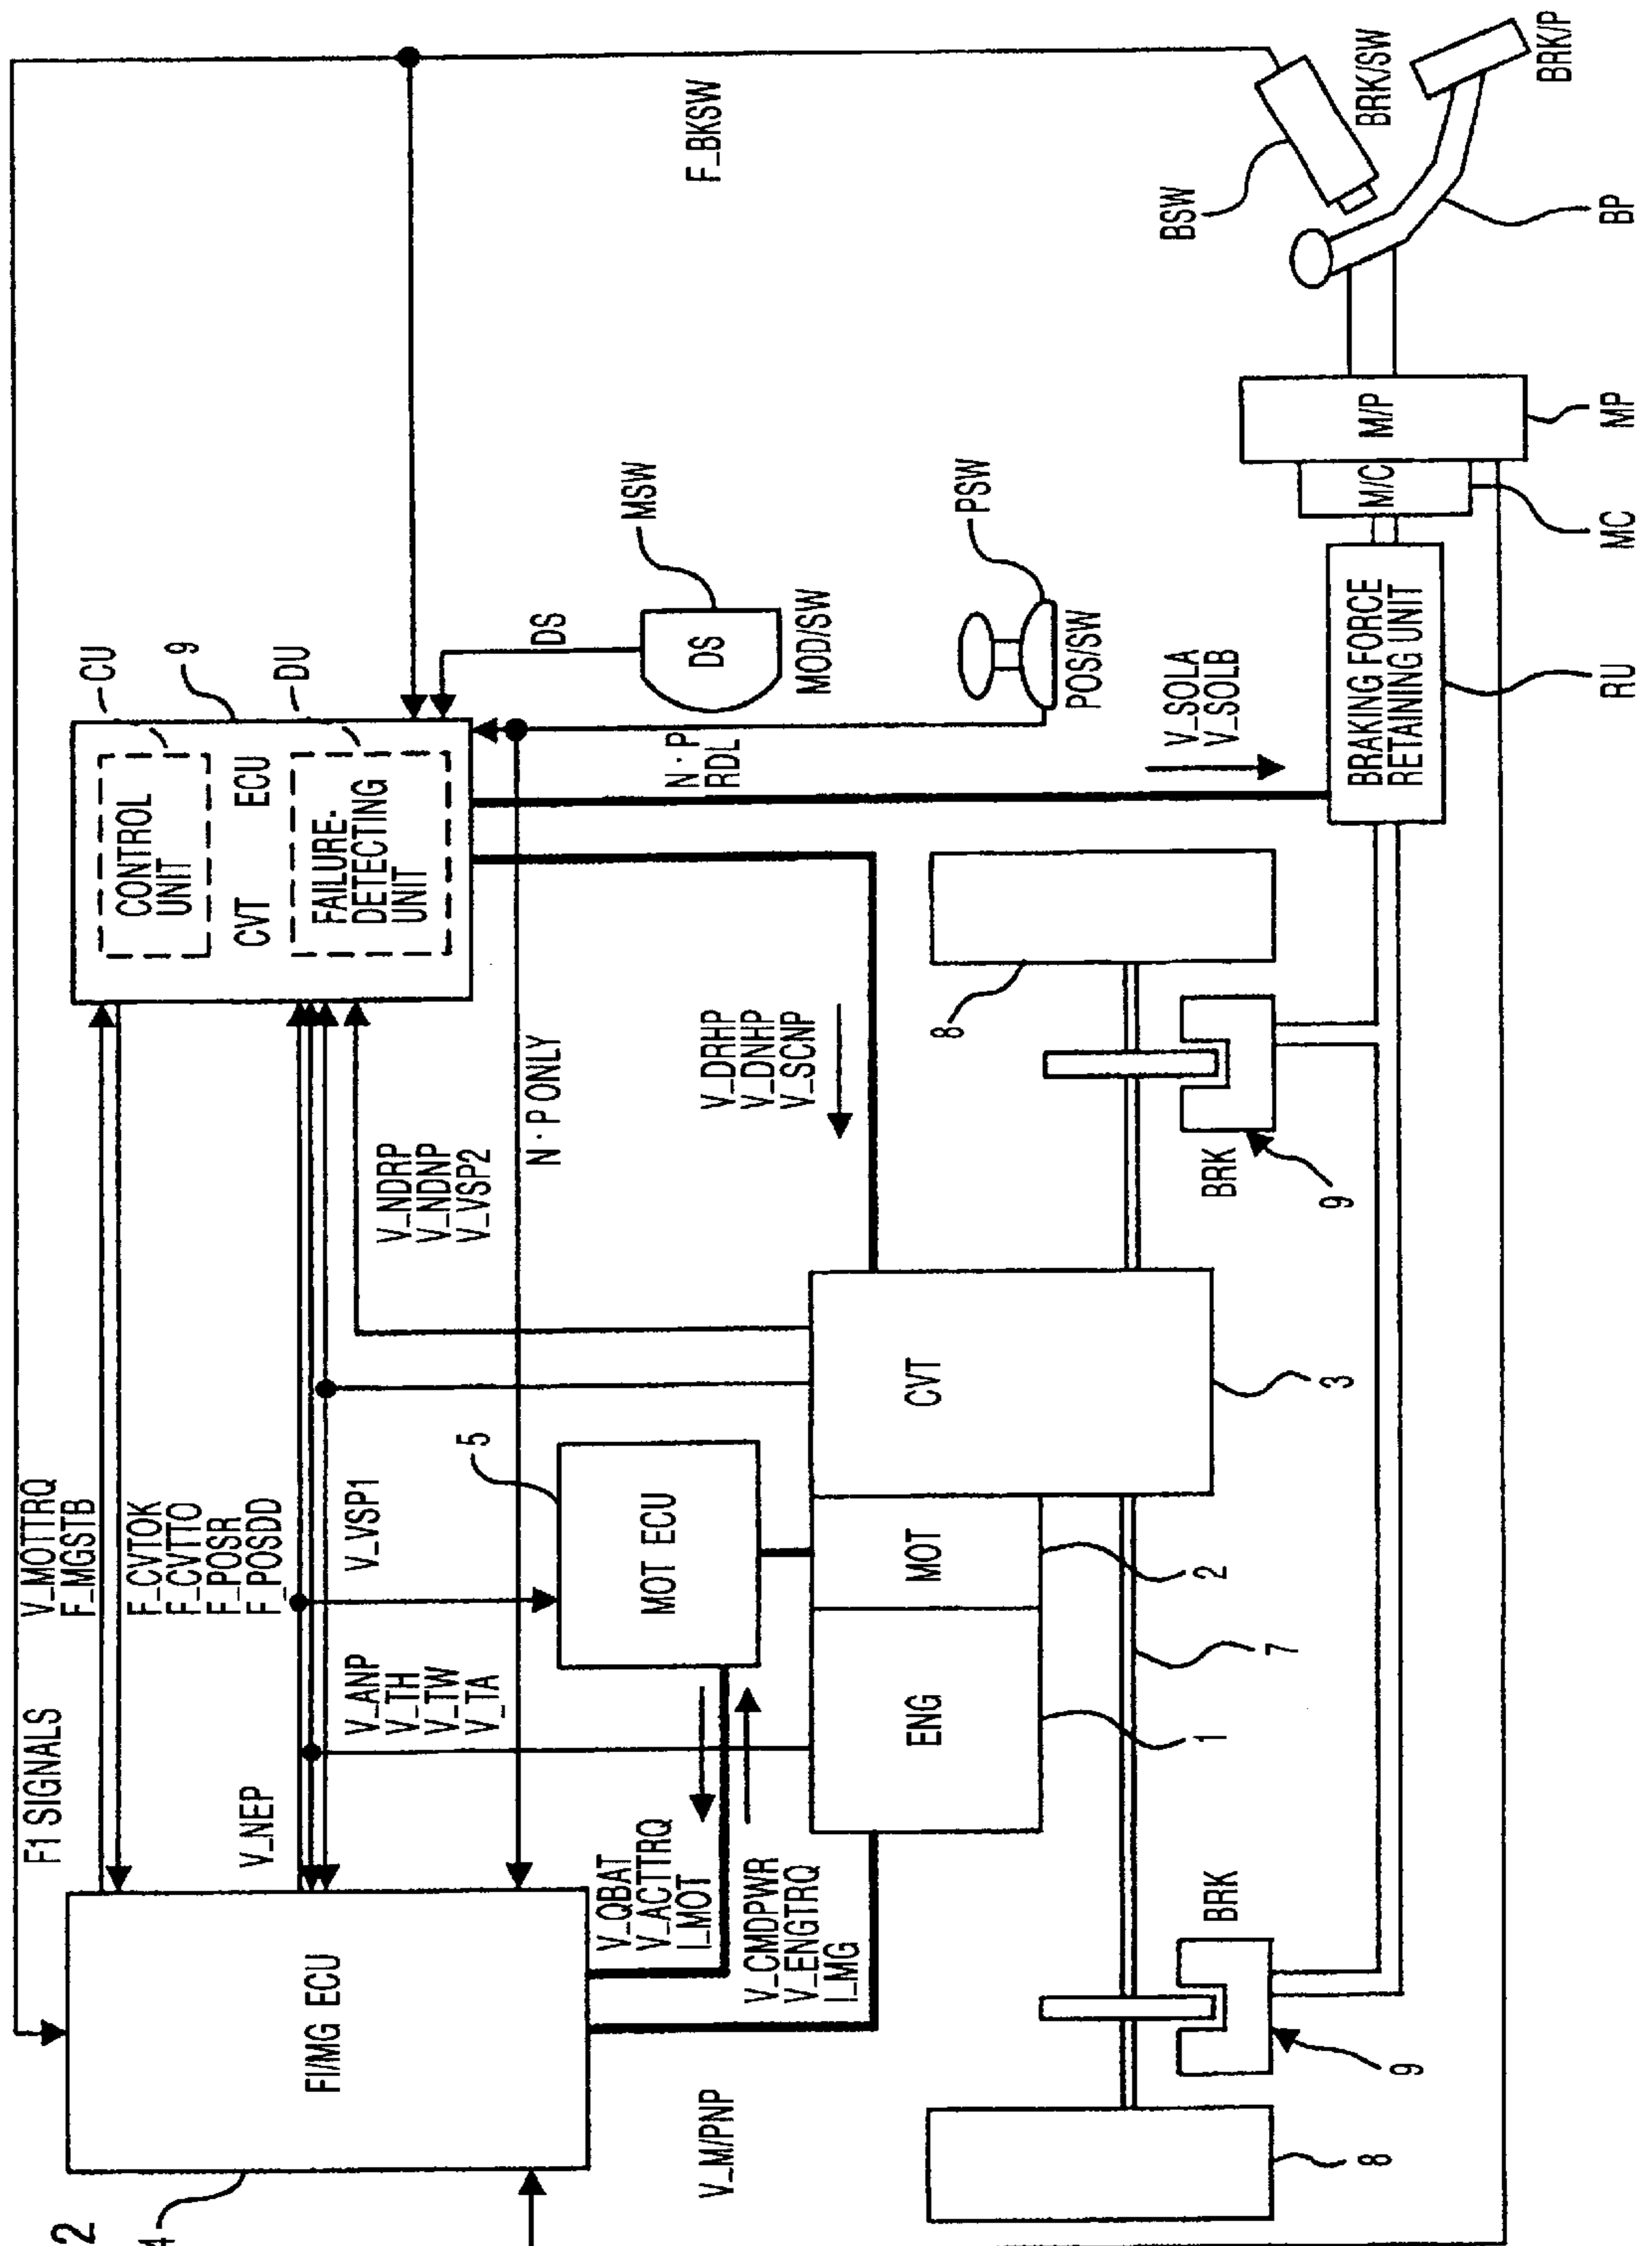 2
4
F1 SIGNALS
V_MOTTRQ
F_MGSTB
F_CVTOK
F_CVTTO
F_POSR
F_POSDD
V_NEP
V_VSP1
V_ANP
V_TH
V_TW
V_TA
FI/MG ECU
CU
9
DU
CONTROL
UNIT
CVT ECU
FAILURE-
DETECTING
UNIT
F_BKSW
V_NDRP
V_NDNP
V_VSP2
N · P ONLY
DS
MSW
DS
MOD/SW
PSW
POS/SW
N · P
RDL
5
MOT ECU
V_QBAT
V_ACTTRQ
I_MOT
V_CMDPWR
V_ENGTRQ
I_MG
V_DRHP
V_DNHP
V_SCNP
V_SOLA
V_SOLB
V_M/PNP
ENG
MOT
CVT
1
2
3
7
8
8
BRK
9
BRK
9
BRAKING FORCE
RETAINING UNIT
RU
M/C
MC
M/P
MP
BSW
BRK/SW
BRK/P
BP